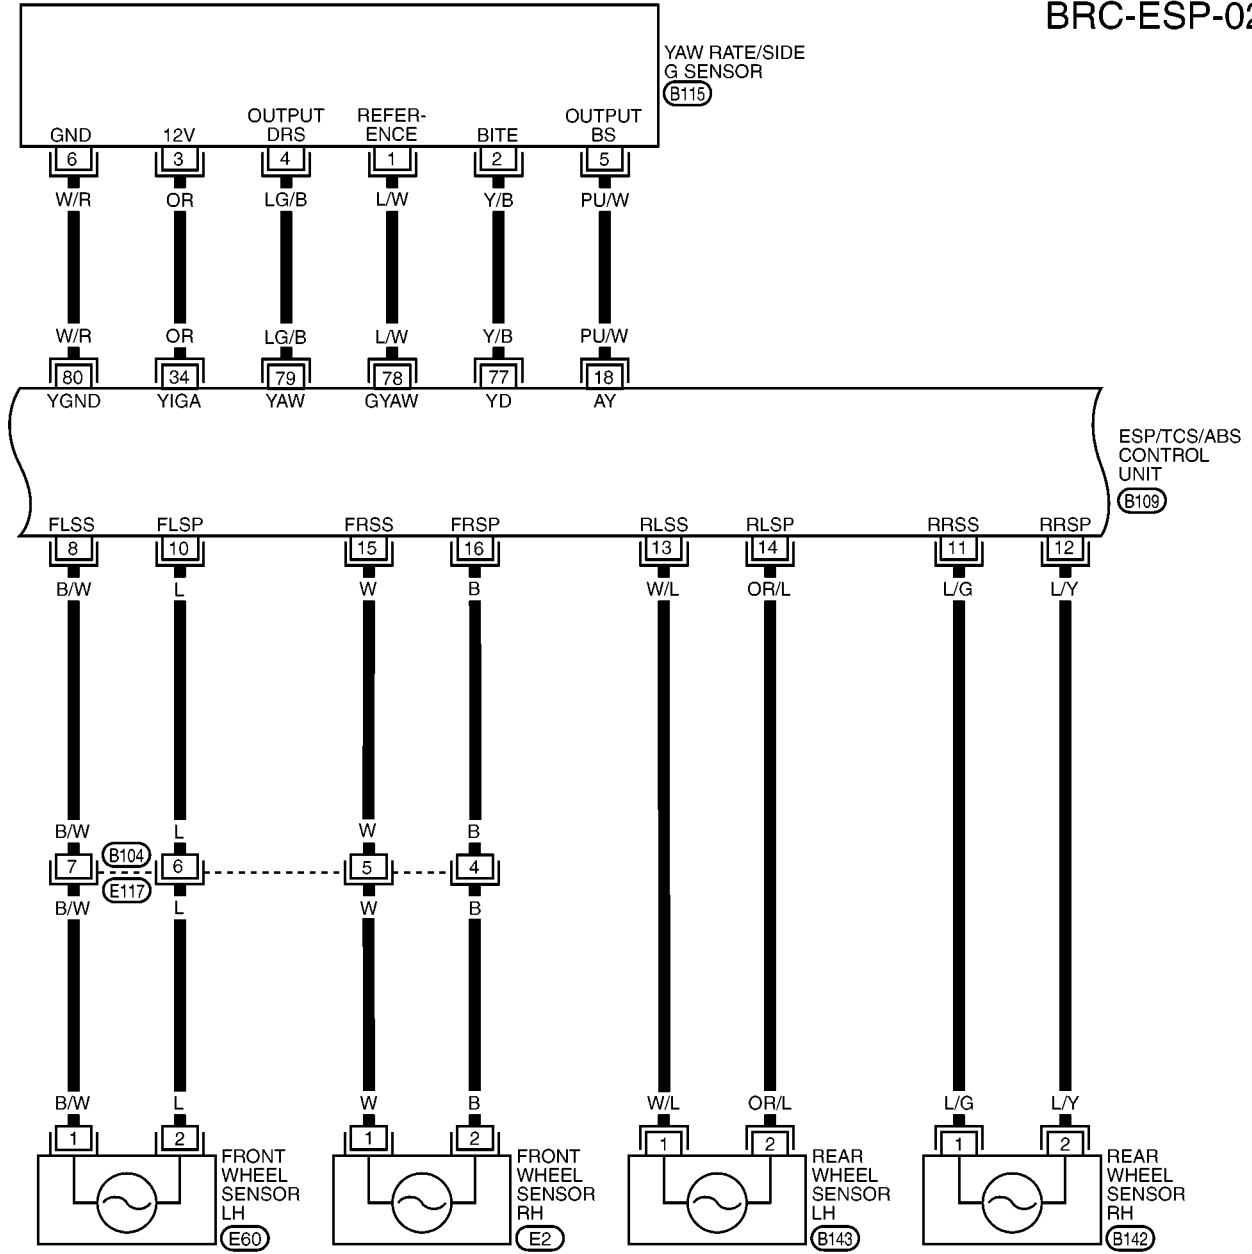 BRC-ESP-02
YAW RATE/SIDE
G SENSOR
B115
GND 12V OUTPUT DRS REFER-ENCE BITE OUTPUT BS
6 3 4 1 2 5
W/R OR LG/B L/W Y/B PU/W
W/R OR LG/B L/W Y/B PU/W
80 34 79 78 77 18
YGND YIGA YAW GYAW YD AY
ESP/TCS/ABS
CONTROL
UNIT
B109
FLSS FLSP FRSS FRSP RLSS RLSP RRSS RRSP
8 10 15 16 13 14 11 12
B/W L W B W/L OR/L L/G L/Y
B/W L W B
7 B104 6 5 4
E117
B/W L W B
B/W L W B W/L OR/L L/G L/Y
1 2 1 2 1 2 1 2
FRONT
WHEEL
SENSOR
LH
E60
FRONT
WHEEL
SENSOR
RH
E2
REAR
WHEEL
SENSOR
LH
B143
REAR
WHEEL
SENSOR
RH
B142